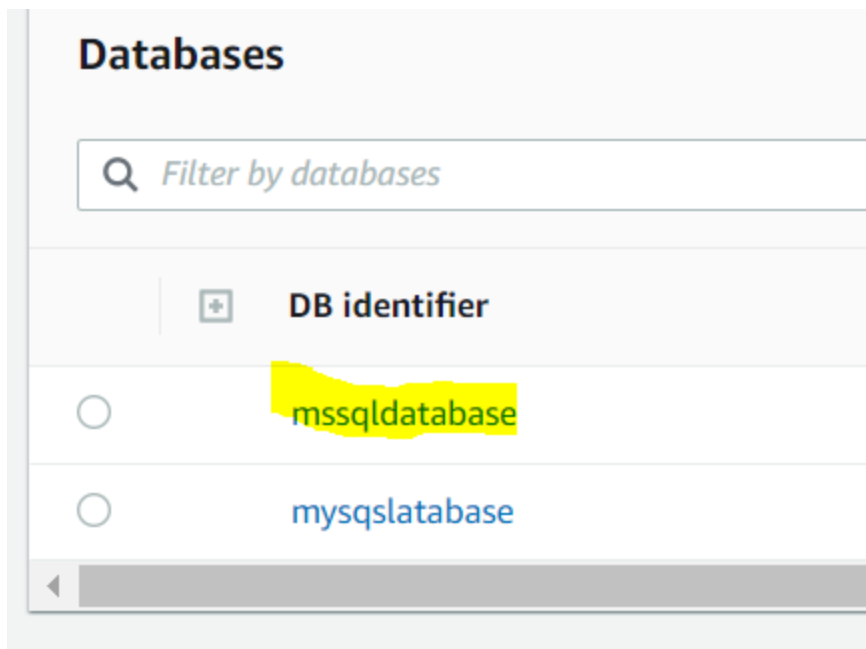 Databases
Filter by databases
DB identifier
mssqldatabase
mysqslatabase